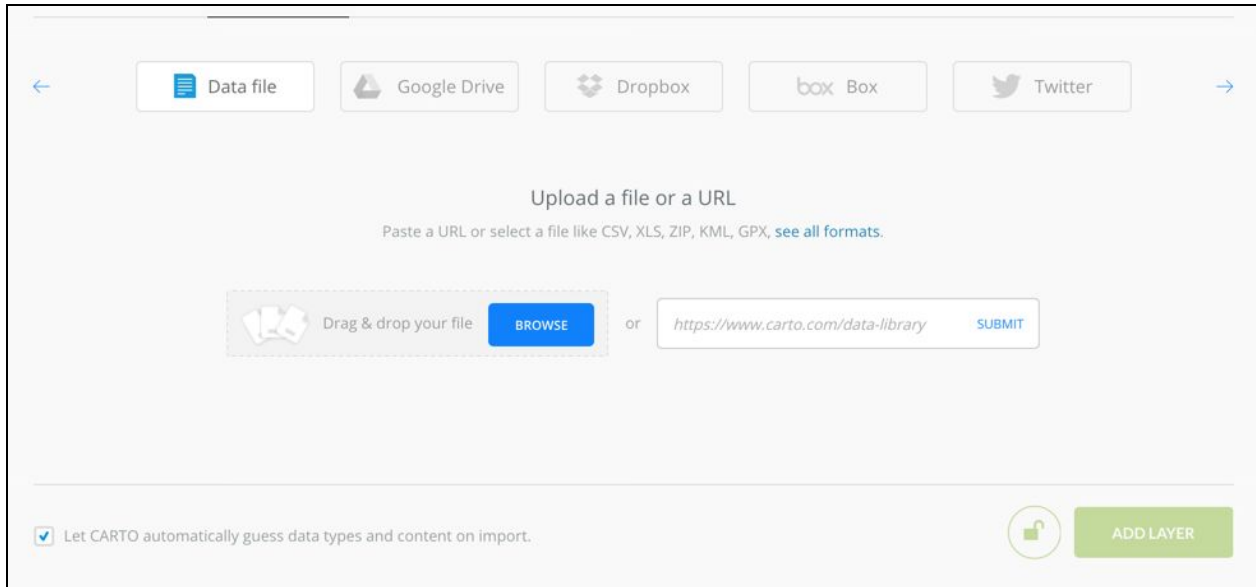 Data file
Google Drive
Dropbox
box Box
Twitter
Upload a file or a URL
Paste a URL or select a file like CSV, XLS, ZIP, KML, GPX, see all formats.
Drag & drop your file BROWSE or https://www.carto.com/data-library SUBMIT
Let CARTO automatically guess data types and content on import.
ADD LAYER